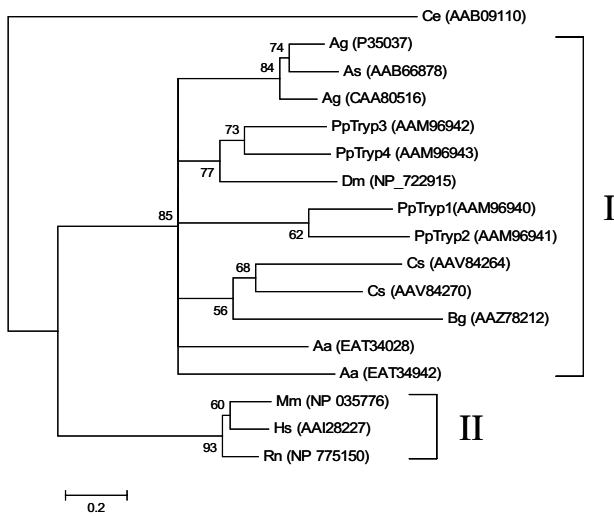 Ce (AAB09110)
74
Ag (P35037)
84
As (AAB66878)
Ag (CAA80516)
73
PpTryp3 (AAM96942)
PpTryp4 (AAM96943)
77
Dm (NP_722915)
I
85
PpTryp1(AAM96940)
62
PpTryp2 (AAM96941)
68
Cs (AAV84264)
Cs (AAV84270)
56
Bg (AAZ78212)
Aa (EAT34028)
Aa (EAT34942)
60
Mm (NP 035776)
Hs (AAI28227)
II
93
Rn (NP 775150)
0.2